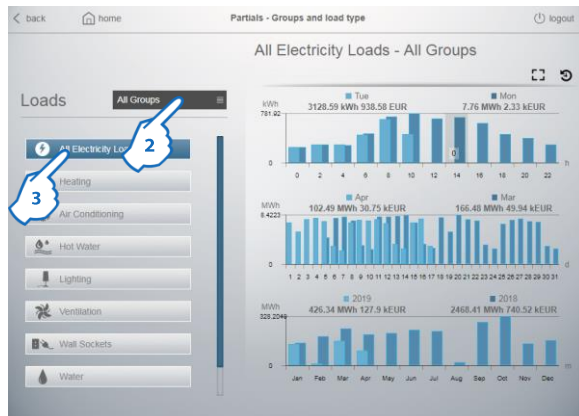 back
home
Partials - Groups and load type
logout
All Electricity Loads - All Groups
Loads
All Groups
2
All Electricity Loa
3
Heating
Air Conditioning
Hot Water
Lighting
Ventilation
Wall Sockets
Water
kWh
Tue
3128.59 kWh 938.58 EUR
Mon
7.76 MWh 2.33 kEUR
781.92
0
0
0 2 4 6 8 10 12 14 16 18 20 22 h
MWh
Apr
102.49 MWh 30.75 kEUR
Mar
166.48 MWh 49.94 kEUR
8.4223
0
1 2 3 4 5 6 7 8 9 10 11 12 13 14 15 16 17 18 19 20 21 22 23 24 25 26 27 28 29 30 31 d
MWh
2019
426.34 MWh 127.9 kEUR
2018
2468.41 MWh 740.52 kEUR
328.2048
0
Jan Feb Mar Apr May Jun Jul Aug Sep Oct Nov Dec m